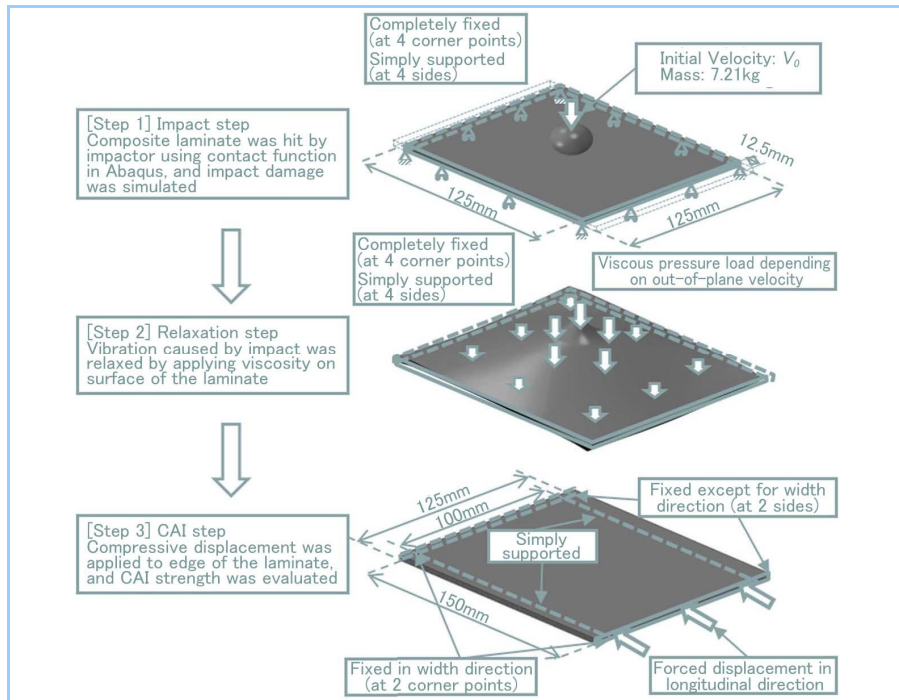 Completely fixed
(at 4 corner points)
Simply supported
(at 4 sides)
Initial Velocity: V₀
Mass: 7.21kg
[Step 1] Impact step
Composite laminate was hit by
impactor using contact function
in Abaqus, and impact damage
was simulated
12.5mm
125mm
125mm
Completely fixed
(at 4 corner points)
Simply supported
(at 4 sides)
Viscous pressure load depending
on out-of-plane velocity
[Step 2] Relaxation step
Vibration caused by impact was
relaxed by applying viscosity on
surface of the laminate
125mm
100mm
Fixed except for width
direction (at 2 sides)
[Step 3] CAI step
Compressive displacement was
applied to edge of the laminate,
and CAI strength was evaluated
Simply
supported
150mm
Fixed in width direction
(at 2 corner points)
Forced displacement in
longitudinal direction